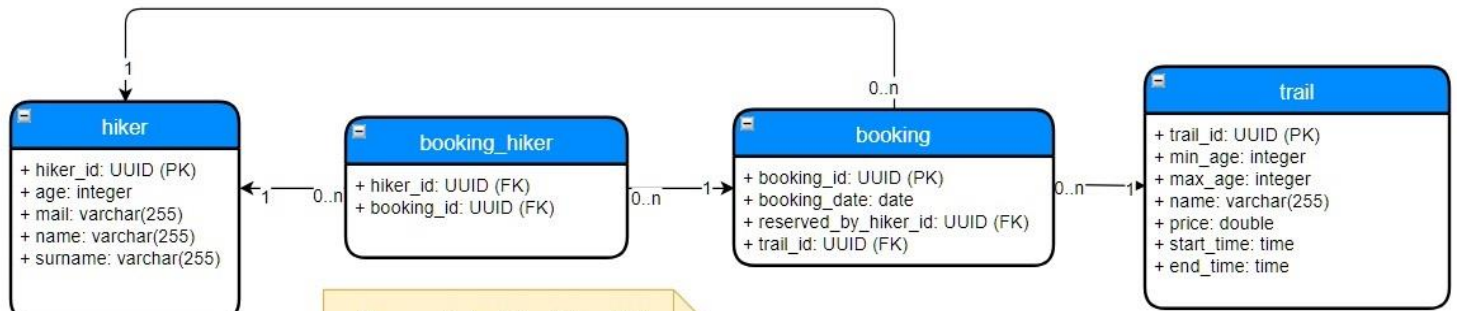 hiker
+ hiker_id: UUID (PK)
+ age: integer
+ mail: varchar(255)
+ name: varchar(255)
+ surname: varchar(255)
1
1
0..n
booking_hiker
+ hiker_id: UUID (FK)
+ booking_id: UUID (FK)
0..n
1
0..n
booking
+ booking_id: UUID (PK)
+ booking_date: date
+ reserved_by_hiker_id: UUID (FK)
+ trail_id: UUID (FK)
0..n
1
trail
+ trail_id: UUID (PK)
+ min_age: integer
+ max_age: integer
+ name: varchar(255)
+ price: double
+ start_time: time
+ end_time: time